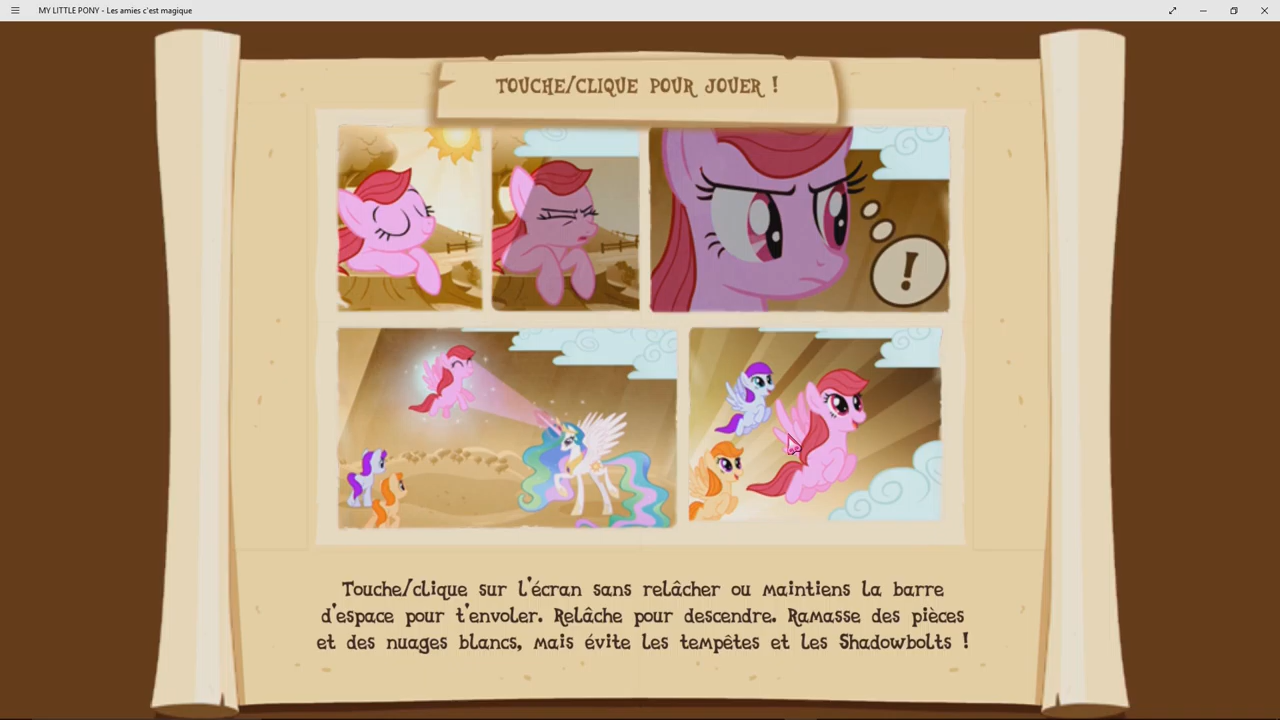 MY LITTLE PONY - Les amies c'est magique
TOUCHE/CLIQUE POUR JOUER !
!
Touche/clique sur l'écran sans relâcher ou maintiens la barre
d'espace pour t'envoler. Relâche pour descendre. Ramasse des pièces
et des nuages blancs, mais évite les tempêtes et les Shadowbolts !